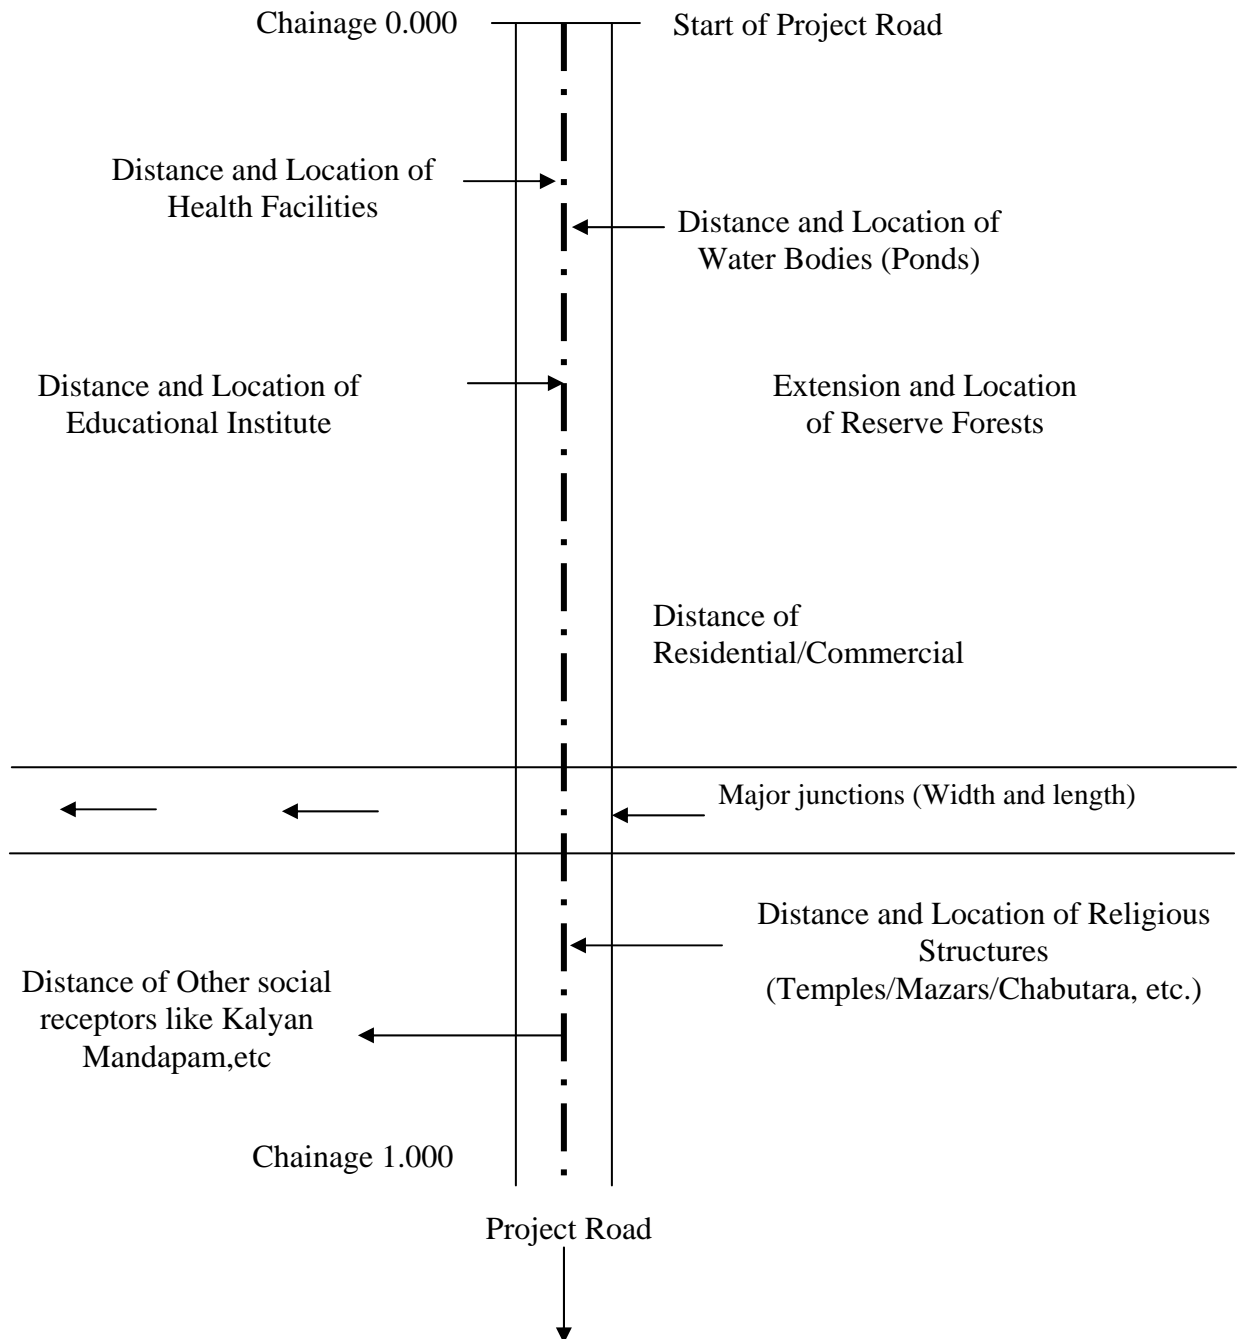 Chainage 0.000
Start of Project Road
Distance and Location of
Health Facilities
Distance and Location of
Water Bodies (Ponds)
Distance and Location of
Educational Institute
Extension and Location
of Reserve Forests
Distance of
Residential/Commercial
Major junctions (Width and length)
Distance and Location of Religious
Structures
(Temples/Mazars/Chabutara, etc.)
Distance of Other social
receptors like Kalyan
Mandapam,etc
Chainage 1.000
Project Road